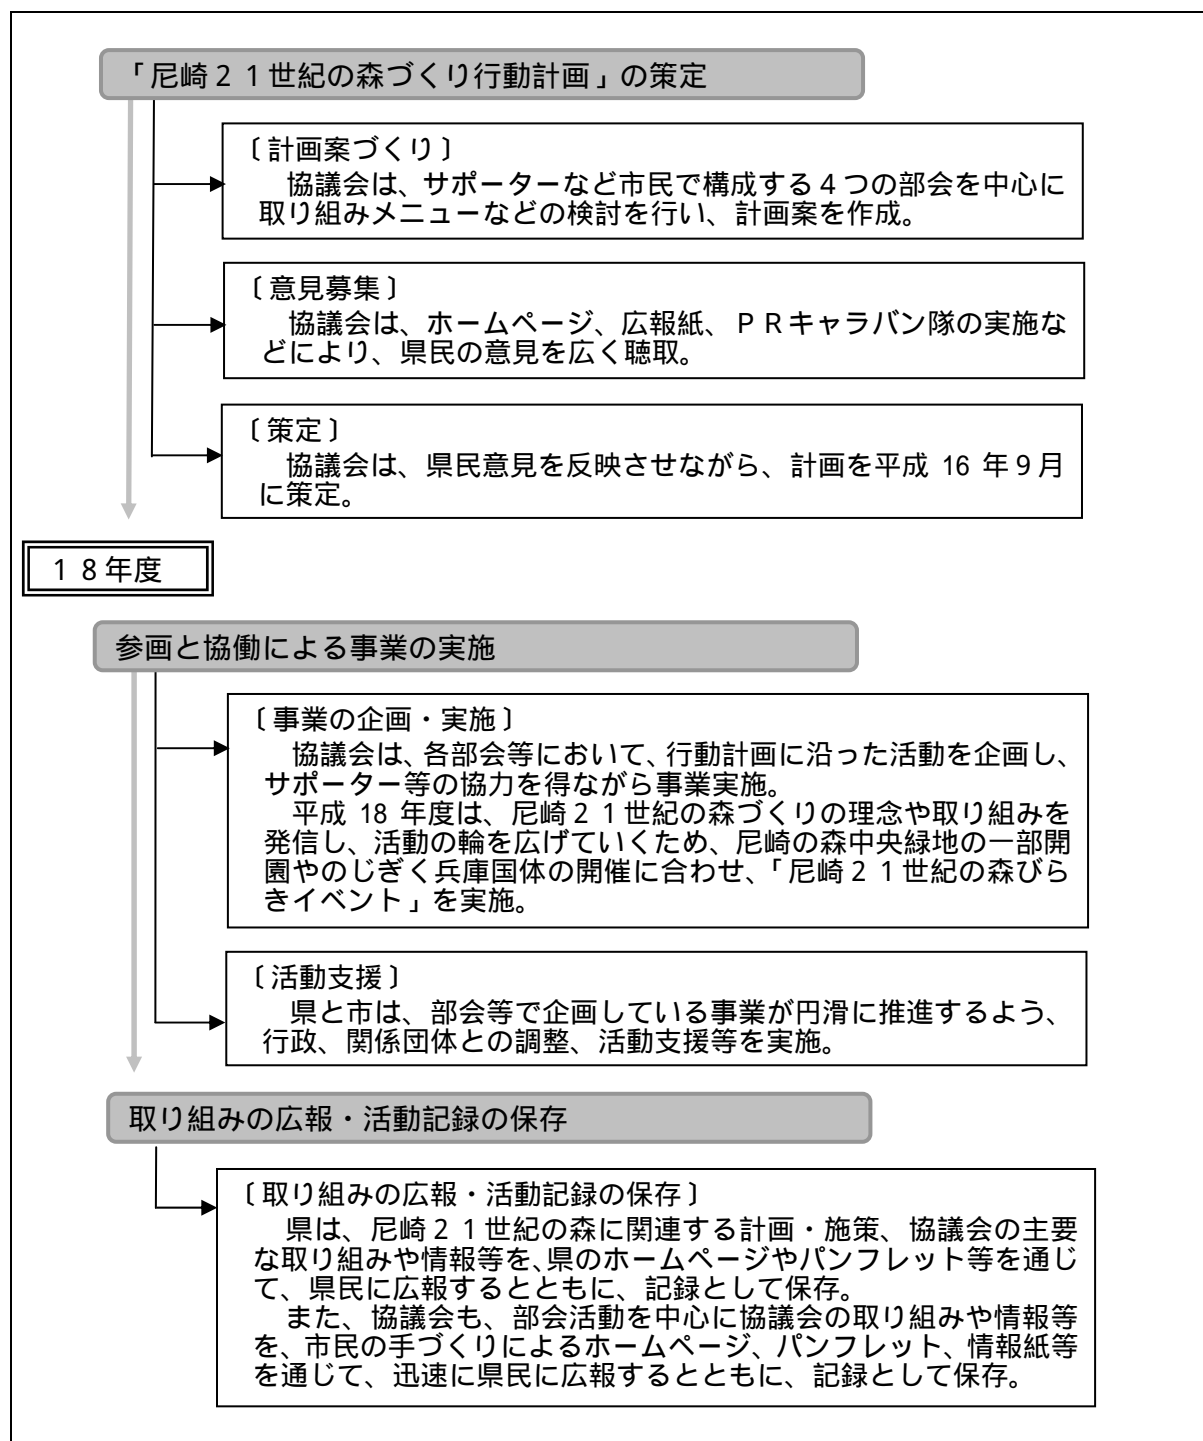 「尼崎２１世紀の森づくり行動計画」の策定
〔計画案づくり〕
協議会は、サポーターなど市民で構成する４つの部会を中心に
取り組みメニューなどの検討を行い、計画案を作成。
〔意見募集〕
協議会は、ホームページ、広報紙、ＰＲキャラバン隊の実施な
どにより、県民の意見を広く聴取。
〔策定〕
協議会は、県民意見を反映させながら、計画を平成 16 年９月
に策定。
１８年度
参画と協働による事業の実施
〔事業の企画・実施〕
協議会は、各部会等において、行動計画に沿った活動を企画し、
サポーター等の協力を得ながら事業実施。
平成 18 年度は、尼崎２１世紀の森づくりの理念や取り組みを
発信し、活動の輪を広げていくため、尼崎の森中央緑地の一部開
園やのじぎく兵庫国体の開催に合わせ、「尼崎２１世紀の森びら
きイベント」を実施。
〔活動支援〕
県と市は、部会等で企画している事業が円滑に推進するよう、
行政、関係団体との調整、活動支援等を実施。
取り組みの広報・活動記録の保存
〔取り組みの広報・活動記録の保存〕
県は、尼崎２１世紀の森に関連する計画・施策、協議会の主要
な取り組みや情報等を、県のホームページやパンフレット等を通じ
て、県民に広報するとともに、記録として保存。
また、協議会も、部会活動を中心に協議会の取り組みや情報等
を、市民の手づくりによるホームページ、パンフレット、情報紙等
を通じて、迅速に県民に広報するとともに、記録として保存。